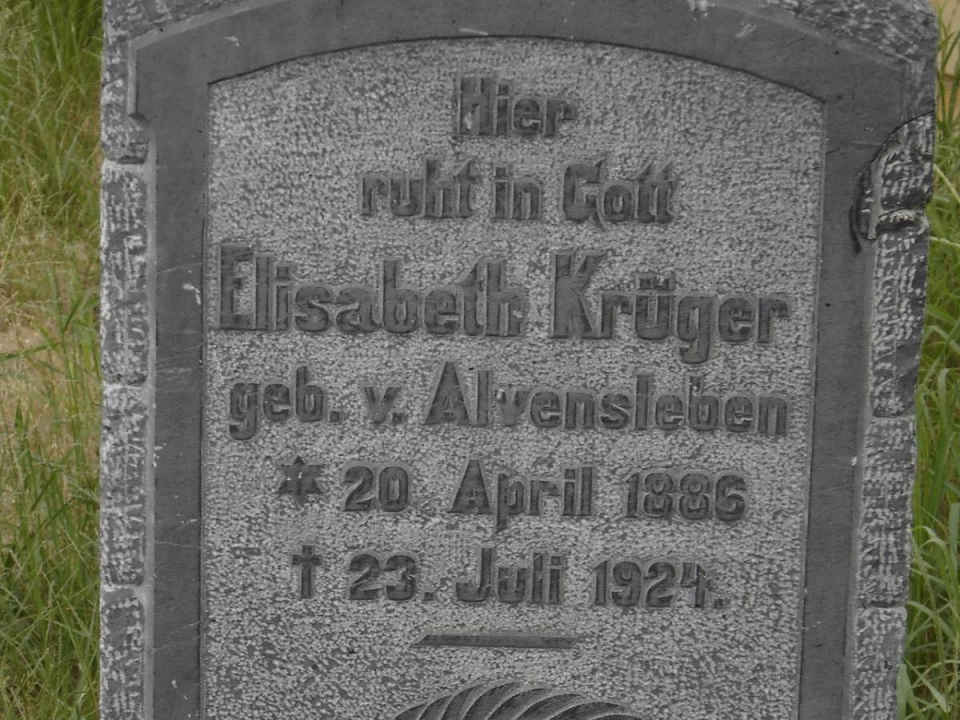 Hier
ruht in Gott
Elisabeth Krüger
geb. v. Alvensleben
* 20. April 1886
† 23. Juli 1924.